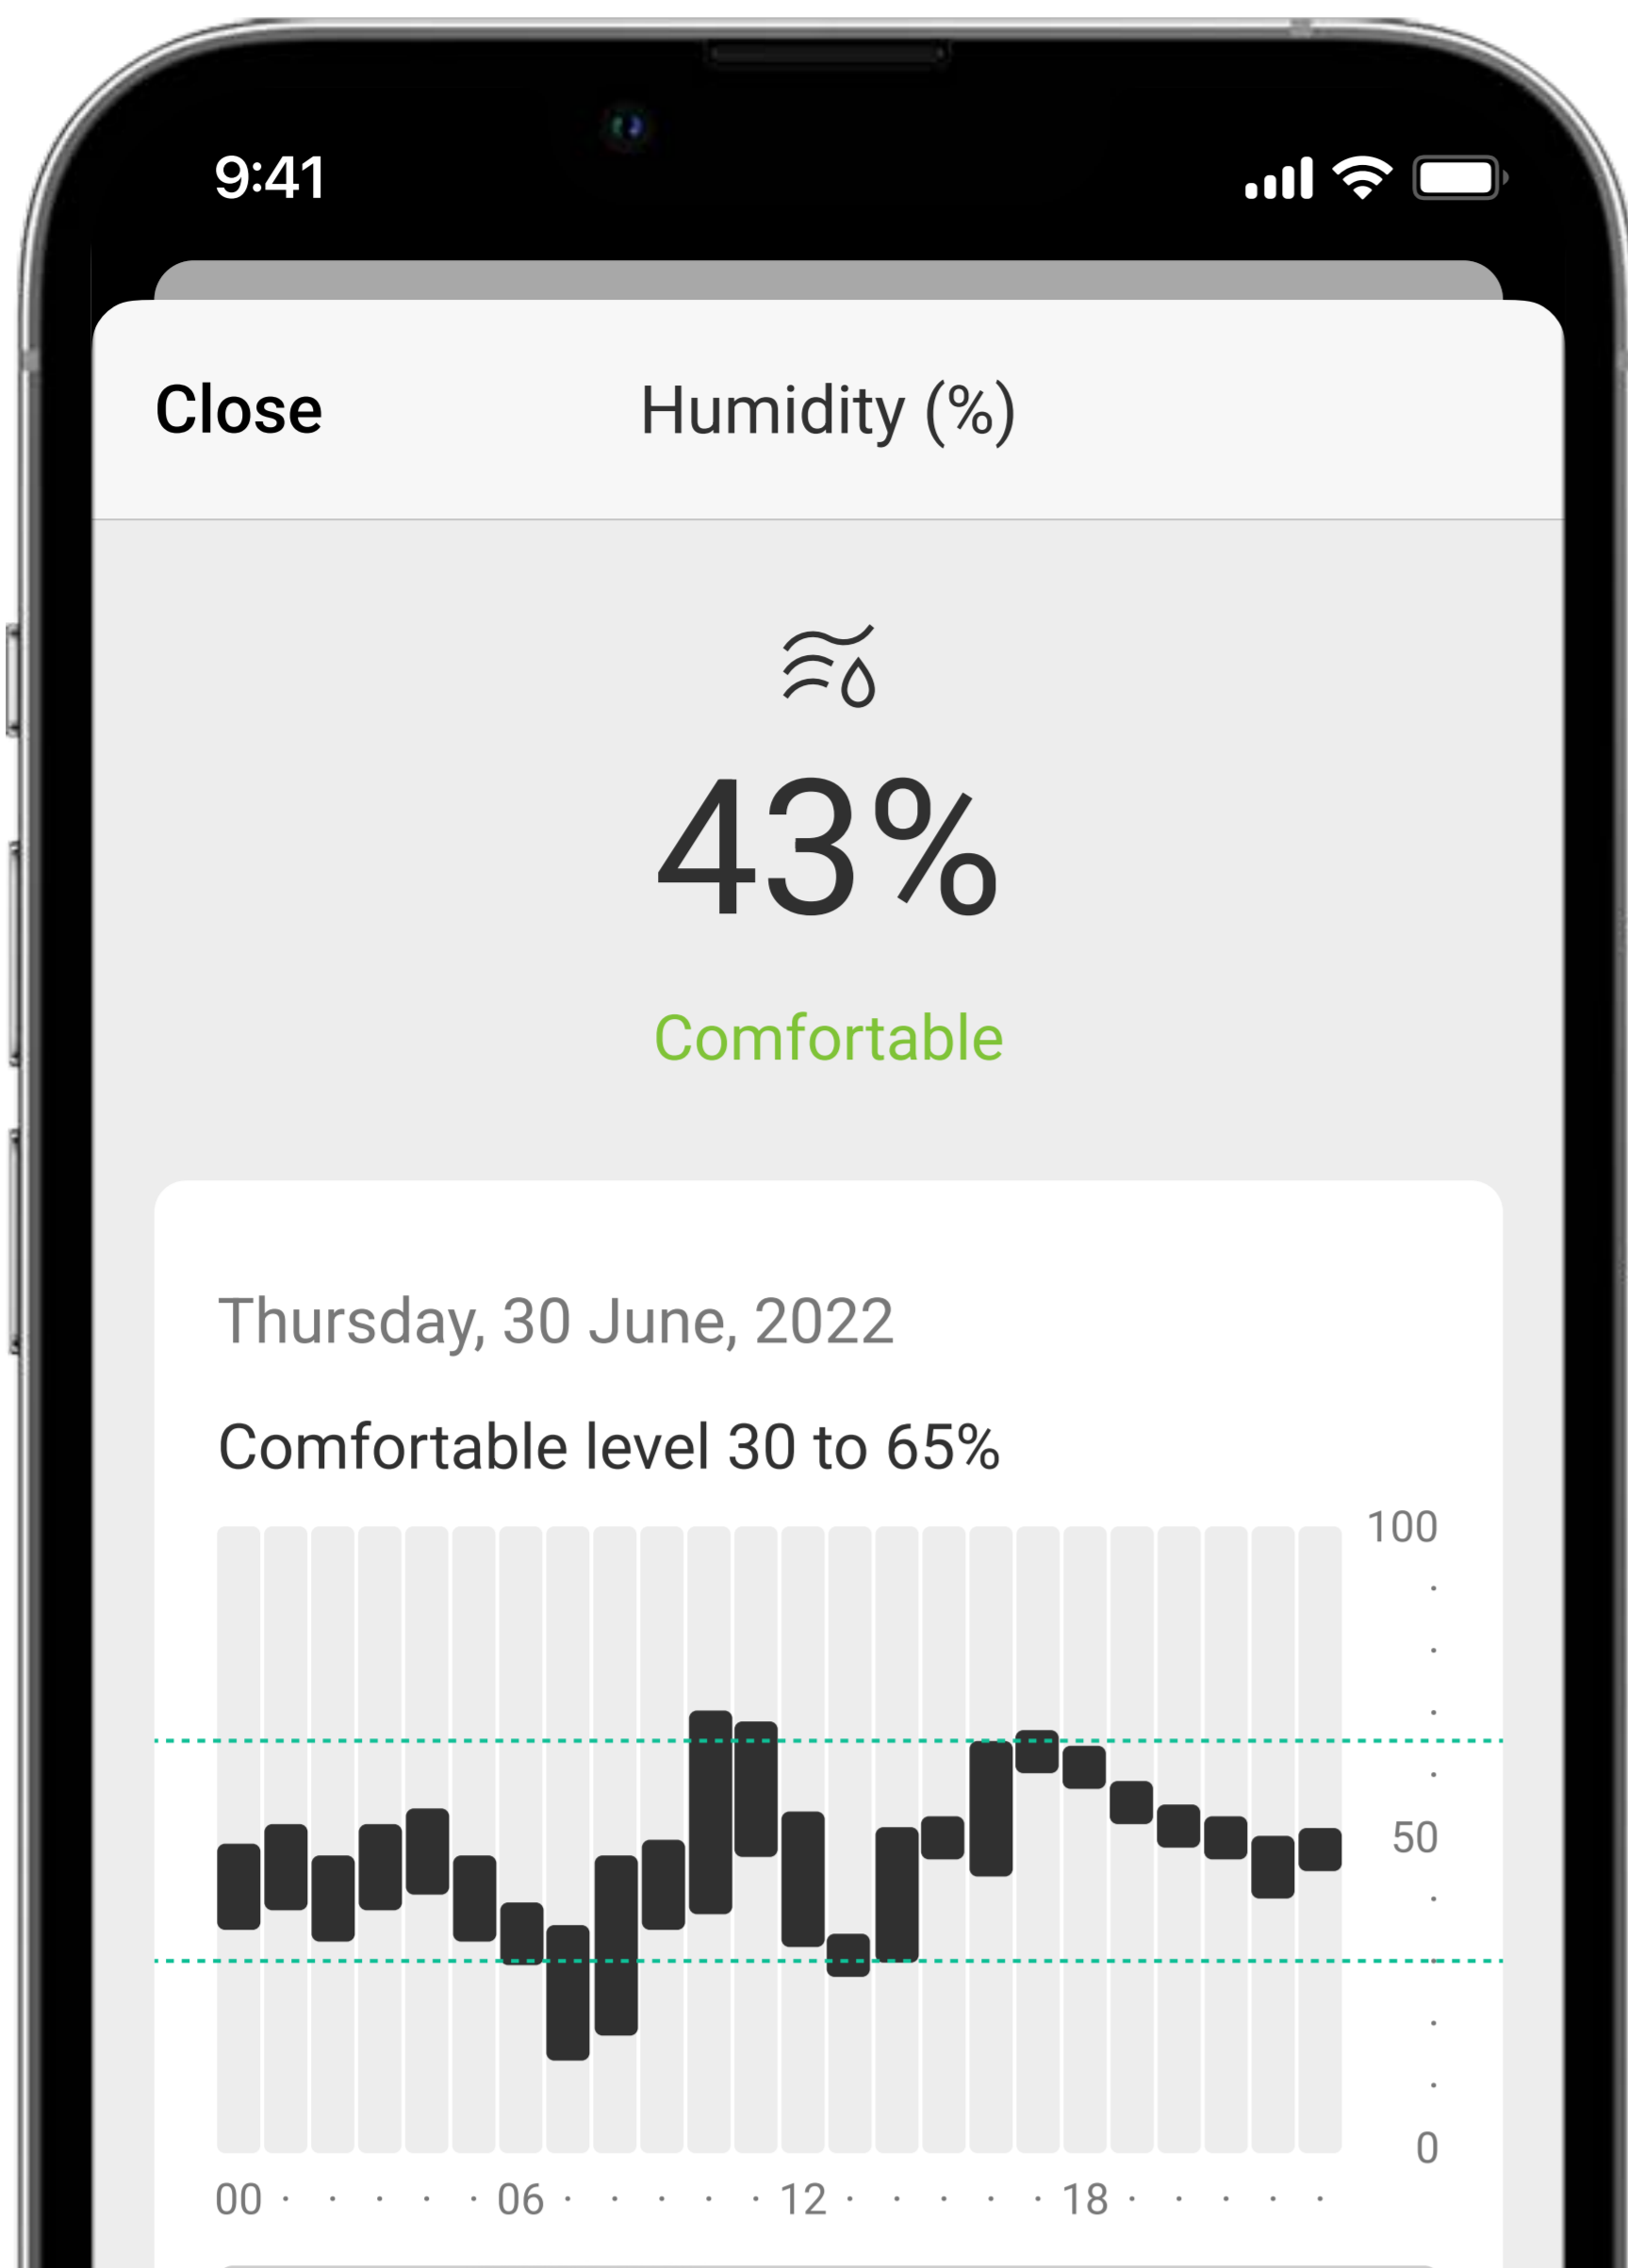 9:41
Close
Humidity (%)
43%
Comfortable
Thursday, 30 June, 2022
Comfortable level 30 to 65%
100
50
0
00 · · · · · 06 · · · · · 12 · · · · · 18 · · · · ·